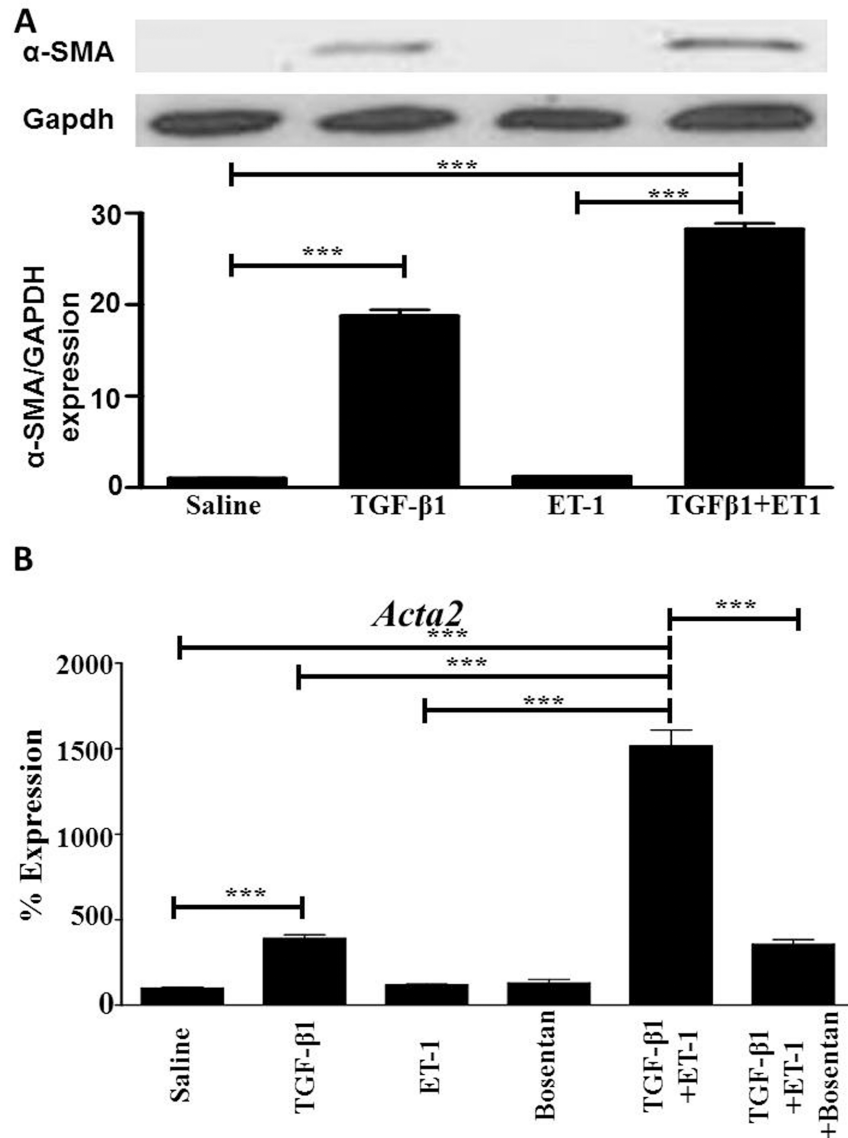 A
α-SMA
Gapdh
***
***
***
α-SMA/GAPDH
expression
30
20
10
0
Saline
TGF-β1
ET-1
TGFβ1+ET1
B
Acta2
***
***
***
***
***
% Expression
2000
1500
1000
500
0
Saline
TGF-β1
ET-1
Bosentan
TGF-β1
+ET-1
TGF-β1
+ET-1
+Bosentan